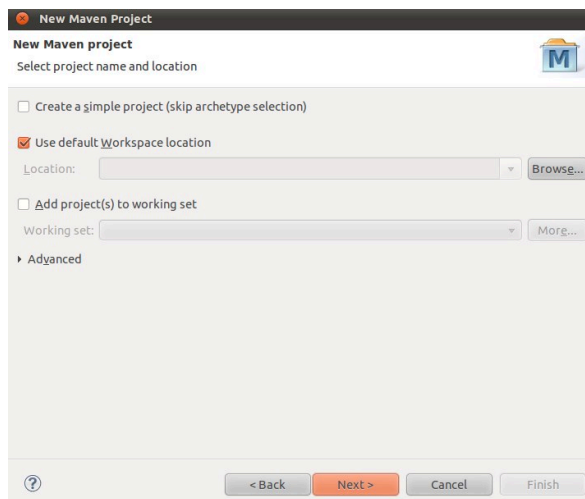 New Maven Project
New Maven project
Select project name and location
M
Create a simple project (skip archetype selection)
Use default Workspace location
Location:
Browse...
Add project(s) to working set
Working set:
More...
Advanced
?
< Back Next > Cancel Finish